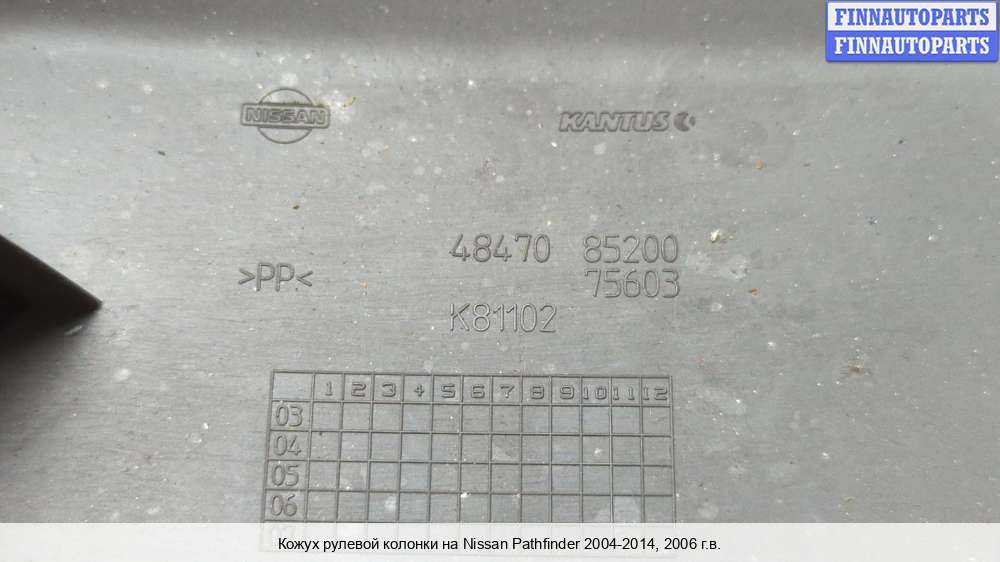 FINNAUTOPARTS
FINNAUTOPARTS
NISSAN
KANTUS
48470 85200
>PP< 75603
K81102
1 2 3 4 5 6 7 8 9 10 11 12
03
04
05
06
Кожух рулевой колонки на Nissan Pathfinder 2004-2014, 2006 г.в.